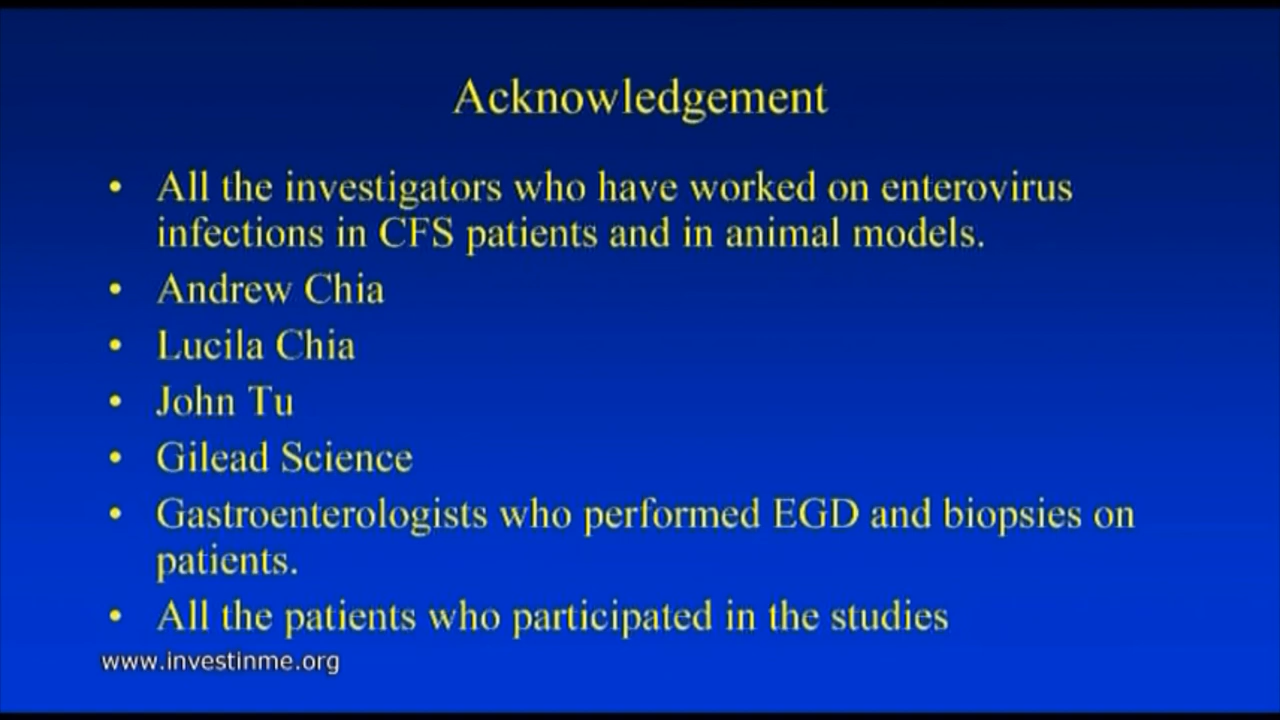 Acknowledgement
• All the investigators who have worked on enterovirus
infections in CFS patients and in animal models.
• Andrew Chia
• Lucila Chia
• John Tu
• Gilead Science
• Gastroenterologists who performed EGD and biopsies on
patients.
• All the patients who participated in the studies
www.investinme.org